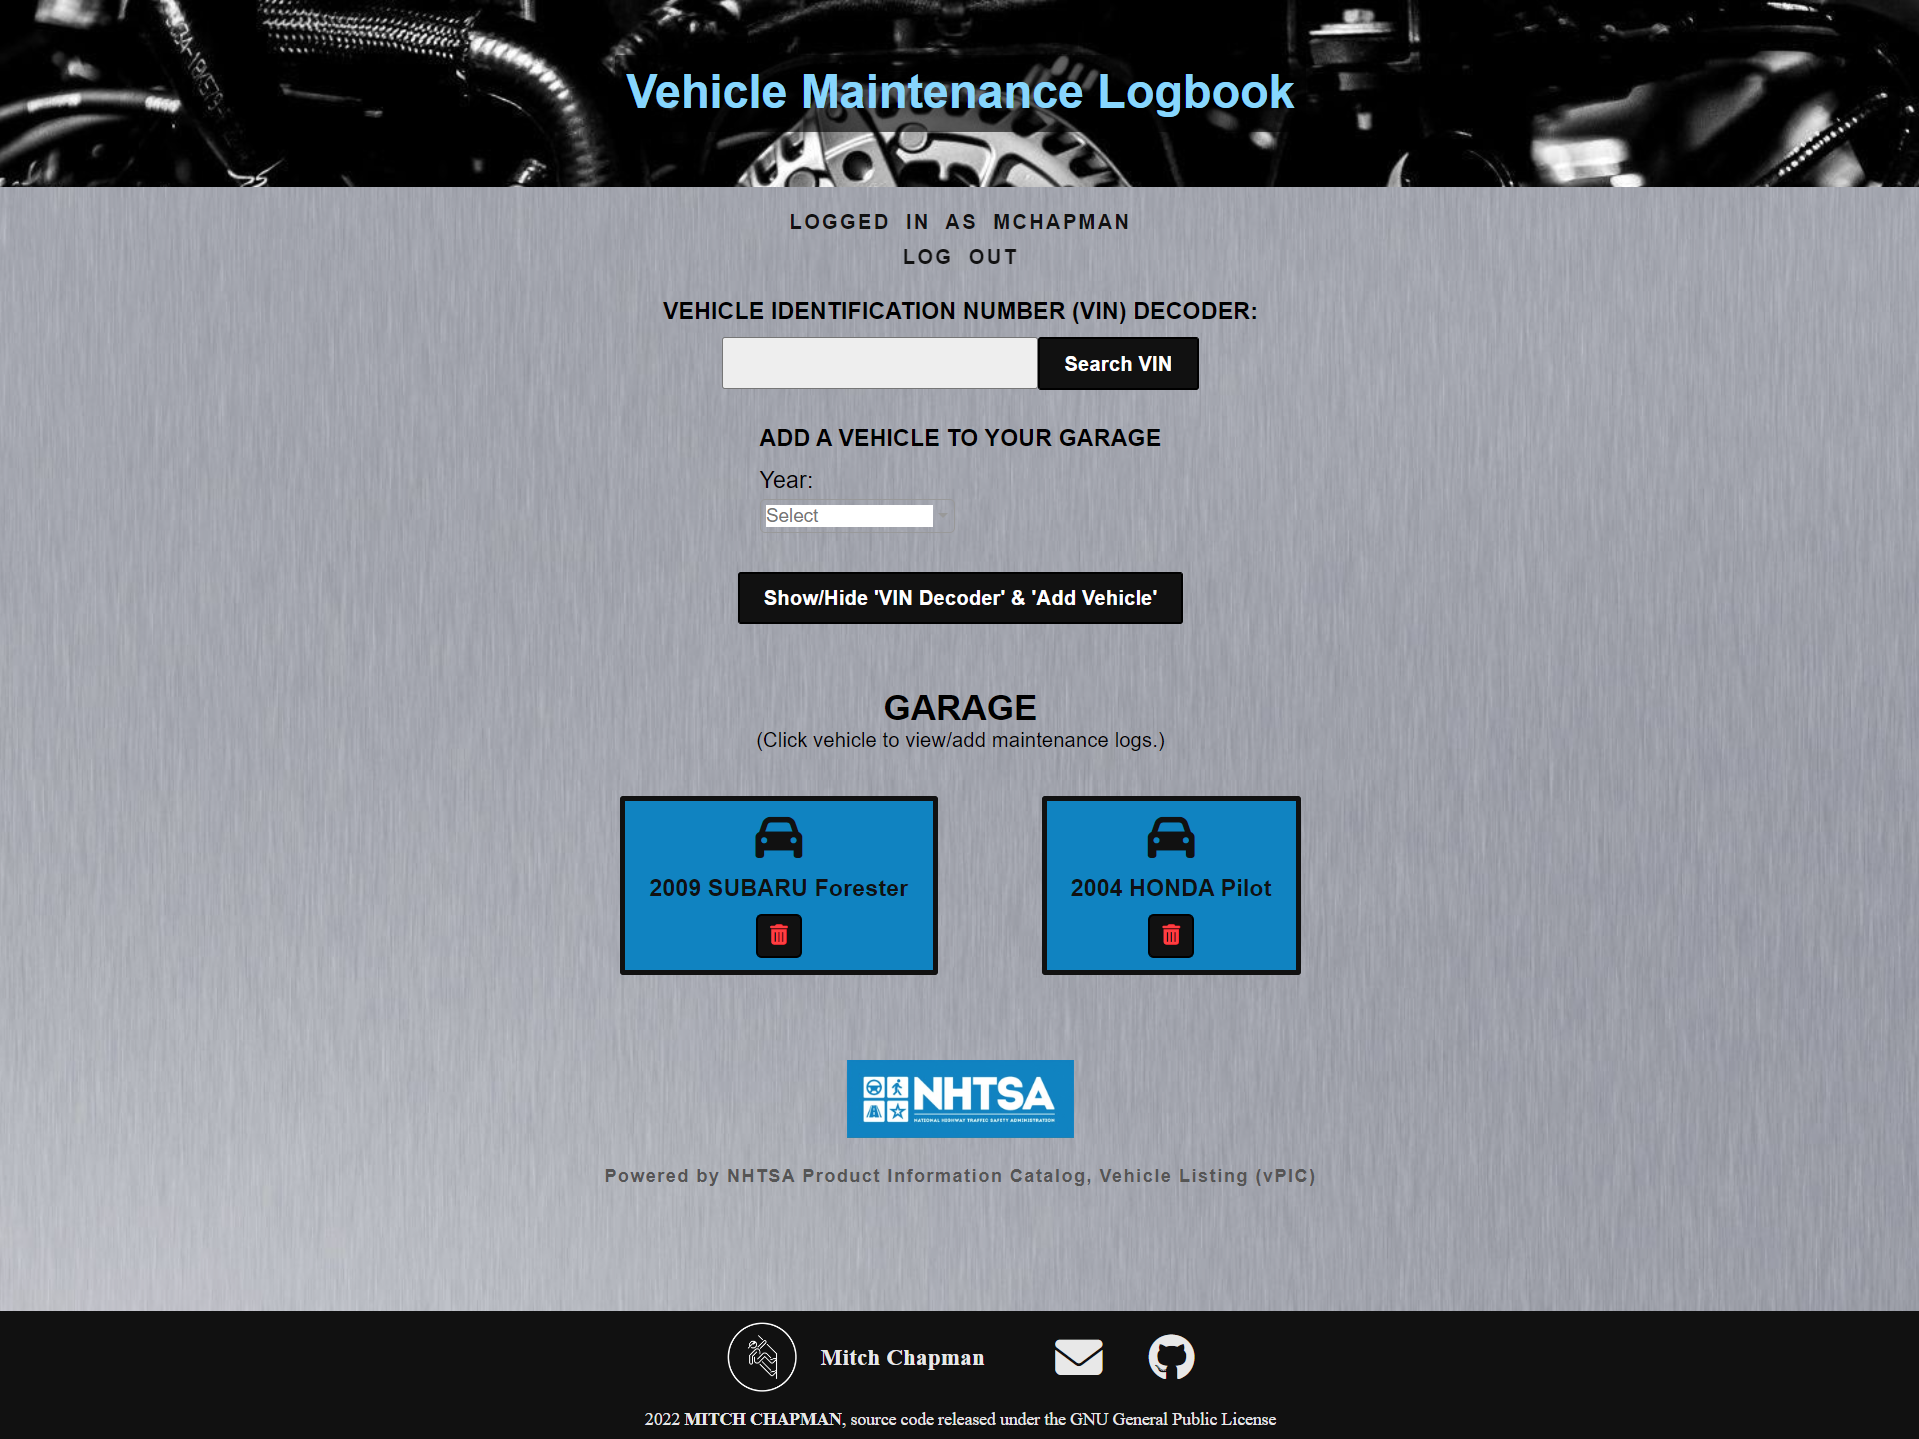 Vehicle Maintenance Logbook
LOGGED IN AS MCHAPMAN
LOG OUT
VEHICLE IDENTIFICATION NUMBER (VIN) DECODER:
Search VIN
ADD A VEHICLE TO YOUR GARAGE
Year:
Select
Show/Hide 'VIN Decoder' & 'Add Vehicle'
GARAGE
(Click vehicle to view/add maintenance logs.)
2009 SUBARU Forester
2004 HONDA Pilot
NHTSA
NATIONAL HIGHWAY TRAFFIC SAFETY ADMINISTRATION
Powered by NHTSA Product Information Catalog, Vehicle Listing (vPIC)
Mitch Chapman
2022 MITCH CHAPMAN, source code released under the GNU General Public License